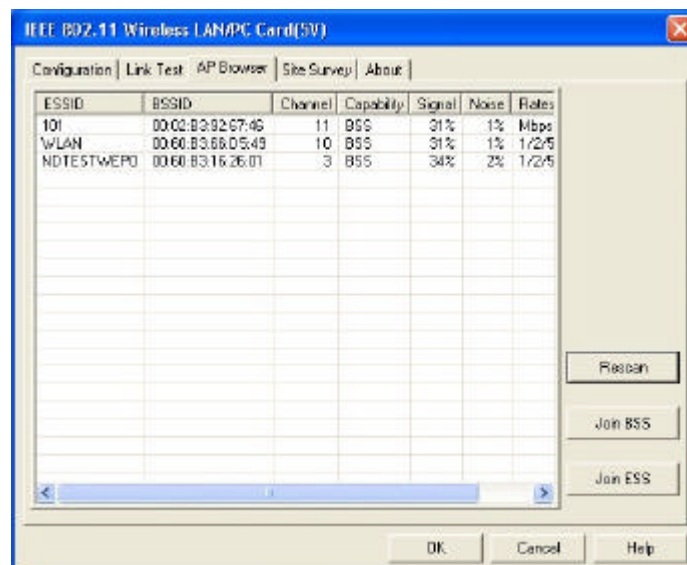 IEEE 802.11 Wireless LAN/PC Card(5V)
Configuration Link Test AP Browser Site Survey About
ESSID BSSID Channel Capability Signal Noise Rates
101 00:02:B3:92:67:46 11 BSS 31% 1% Mbps
WLAN 00:60:B3:66:D5:49 10 BSS 31% 1% 1/2/5
NDTESTWEP0 00:60:B3:16:26:01 3 BSS 34% 2% 1/2/5
Rescan
Join BSS
Join ESS
OK Cancel Help